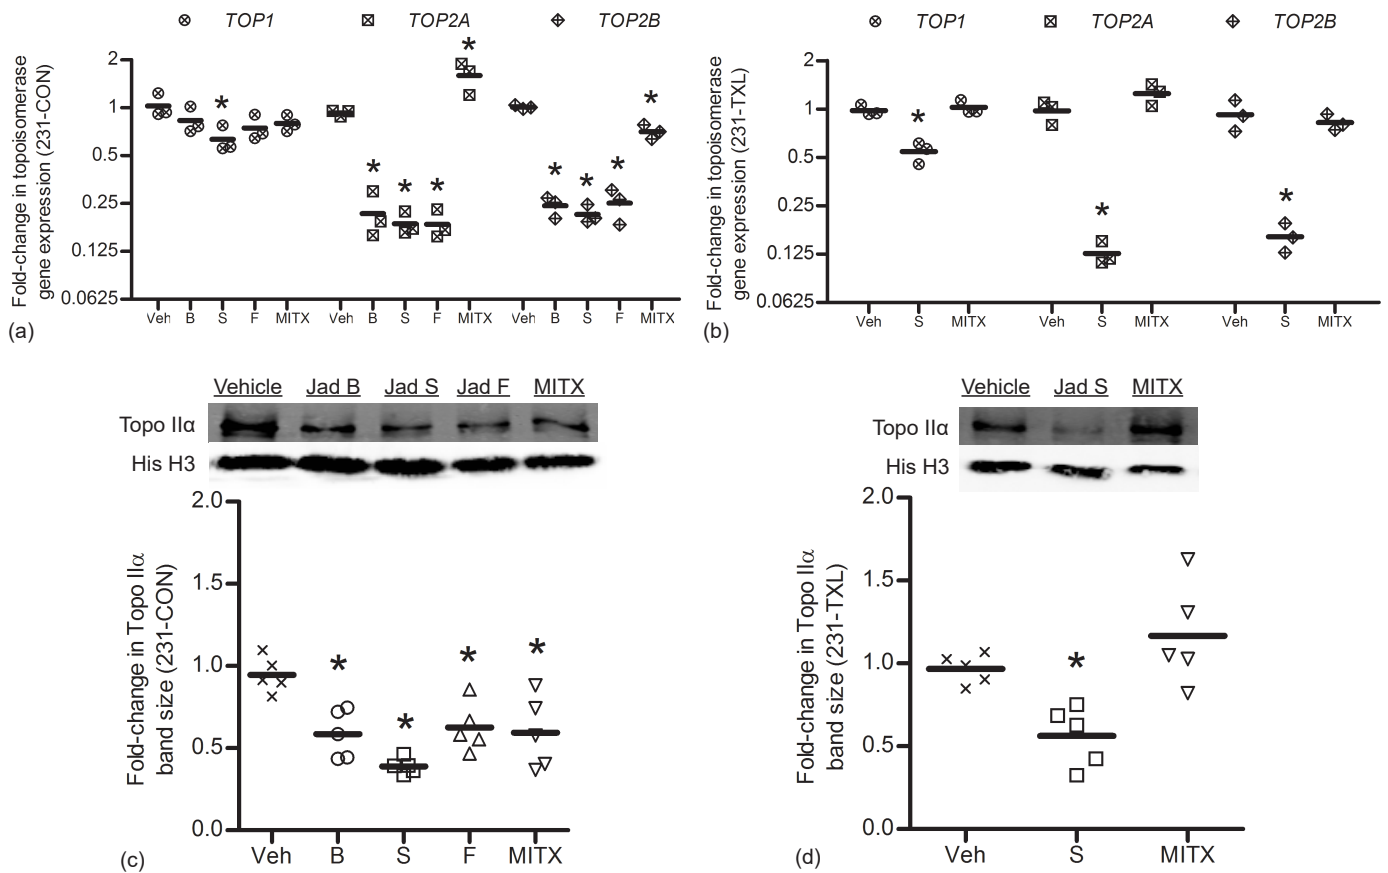 TOP1 TOP2A TOP2B
Fold-change in topoisomerase
gene expression (231-CON)
2
1
0.5
0.25
0.125
0.0625
* * * * * * * * *
Veh B S F MITX Veh B S F MITX Veh B S F MITX
(a)
TOP1 TOP2A TOP2B
Fold-change in topoisomerase
gene expression (231-TXL)
2
1
0.5
0.25
0.125
0.0625
* * *
Veh S MITX Veh S MITX Veh S MITX
(b)
Vehicle Jad B Jad S Jad F MITX
Topo IIα
His H3
Fold-change in Topo IIα
band size (231-CON)
2.0
1.5
1.0
0.5
0.0
* * * *
Veh B S F MITX
(c)
Vehicle Jad S MITX
Topo IIα
His H3
Fold-change in Topo IIα
band size (231-TXL)
2.0
1.5
1.0
0.5
0.0
*
Veh S MITX
(d)